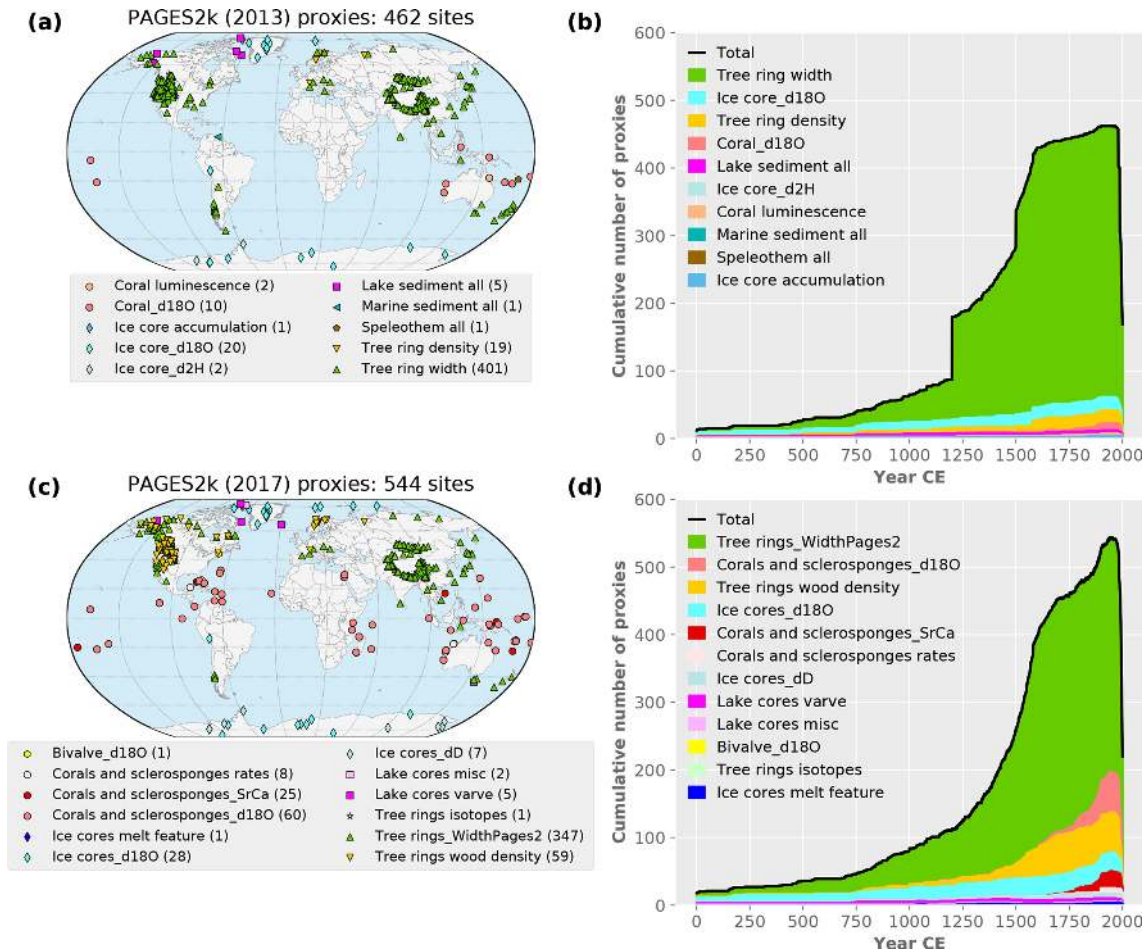 (a)
PAGES2k (2013) proxies: 462 sites
Coral luminescence (2)
Coral_d18O (10)
Ice core accumulation (1)
Ice core_d18O (20)
Ice core_d2H (2)
Lake sediment all (5)
Marine sediment all (1)
Speleothem all (1)
Tree ring density (19)
Tree ring width (401)
(b)
Cumulative number of proxies
600
500
400
300
200
100
0
Total
Tree ring width
Ice core_d18O
Tree ring density
Coral_d18O
Lake sediment all
Ice core_d2H
Coral luminescence
Marine sediment all
Speleothem all
Ice core accumulation
0 250 500 750 1000 1250 1500 1750 2000
Year CE
(c)
PAGES2k (2017) proxies: 544 sites
Bivalve_d18O (1)
Corals and sclerosponges rates (8)
Corals and sclerosponges_SrCa (25)
Corals and sclerosponges_d18O (60)
Ice cores melt feature (1)
Ice cores_d18O (28)
Ice cores_dD (7)
Lake cores misc (2)
Lake cores varve (5)
Tree rings isotopes (1)
Tree rings_WidthPages2 (347)
Tree rings wood density (59)
(d)
Cumulative number of proxies
600
500
400
300
200
100
0
Total
Tree rings_WidthPages2
Corals and sclerosponges_d18O
Tree rings wood density
Ice cores_d18O
Corals and sclerosponges_SrCa
Corals and sclerosponges rates
Ice cores_dD
Lake cores varve
Lake cores misc
Bivalve_d18O
Tree rings isotopes
Ice cores melt feature
0 250 500 750 1000 1250 1500 1750 2000
Year CE